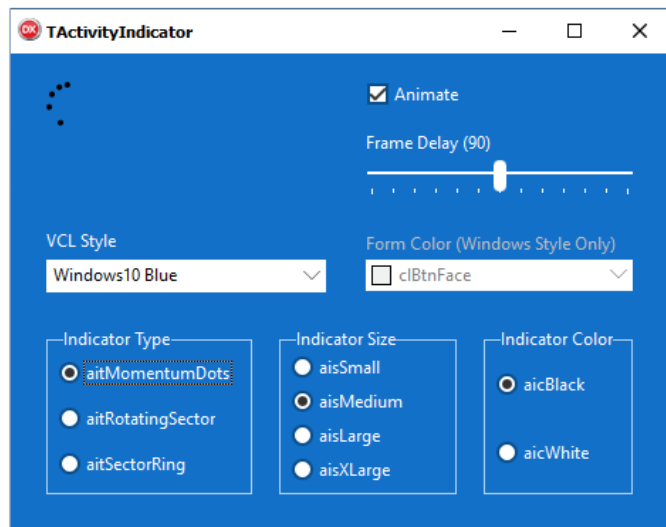 DX TActivityIndicator
Animate
Frame Delay (90)
VCL Style
Form Color (Windows Style Only)
Windows10 Blue
clBtnFace
Indicator Type
Indicator Size
Indicator Color
aitMomentumDots
aitRotatingSector
aitSectorRing
aisSmall
aisMedium
aisLarge
aisXLarge
aicBlack
aicWhite